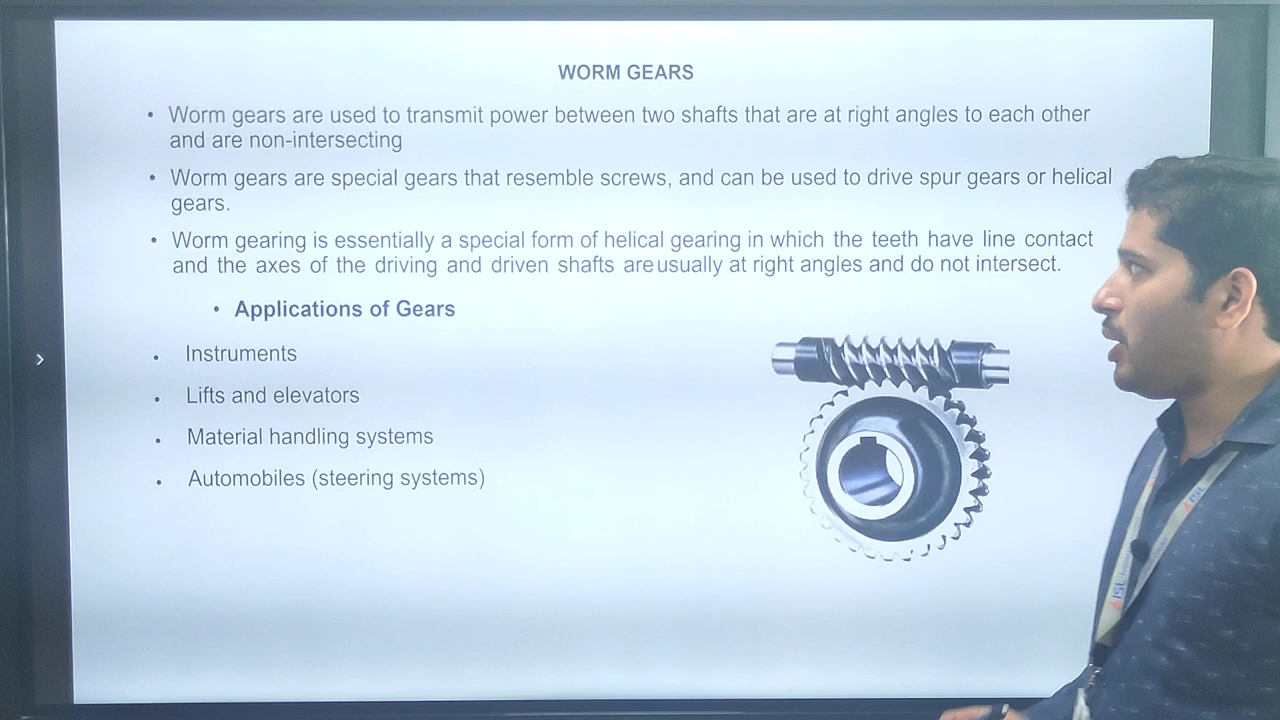 WORM GEARS
• Worm gears are used to transmit power between two shafts that are at right angles to each other
and are non-intersecting
• Worm gears are special gears that resemble screws, and can be used to drive spur gears or helical
gears.
• Worm gearing is essentially a special form of helical gearing in which the teeth have line contact
and the axes of the driving and driven shafts are usually at right angles and do not intersect.
• Applications of Gears
• Instruments
• Lifts and elevators
• Material handling systems
• Automobiles (steering systems)
ISL